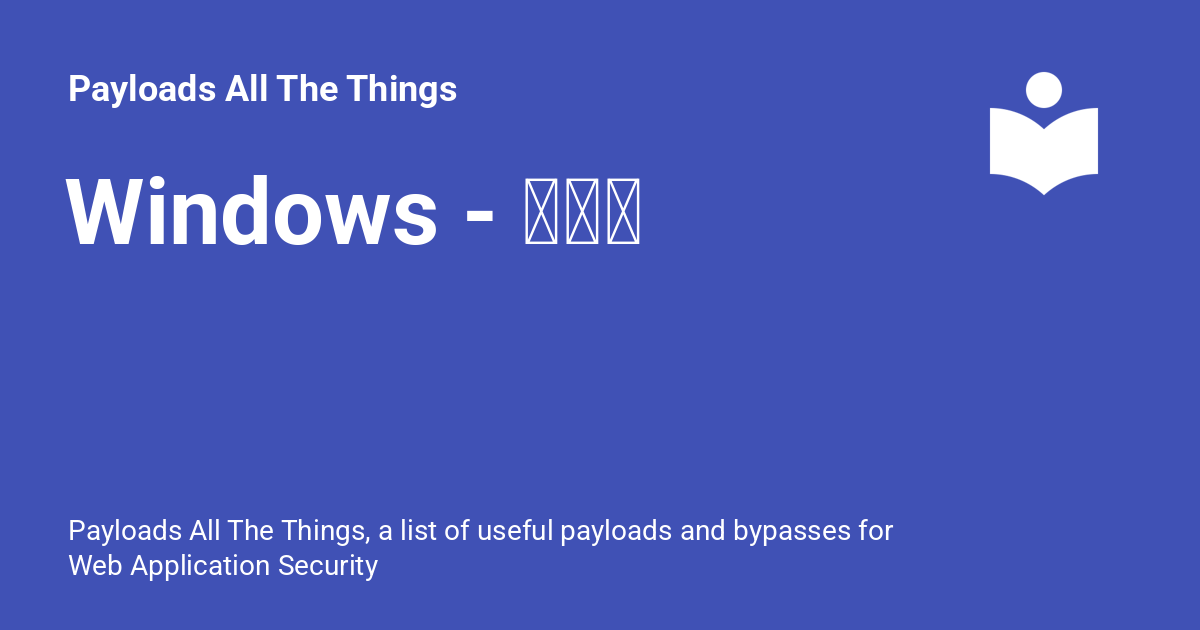 Payloads All The Things
Windows -
Payloads All The Things, a list of useful payloads and bypasses for
Web Application Security